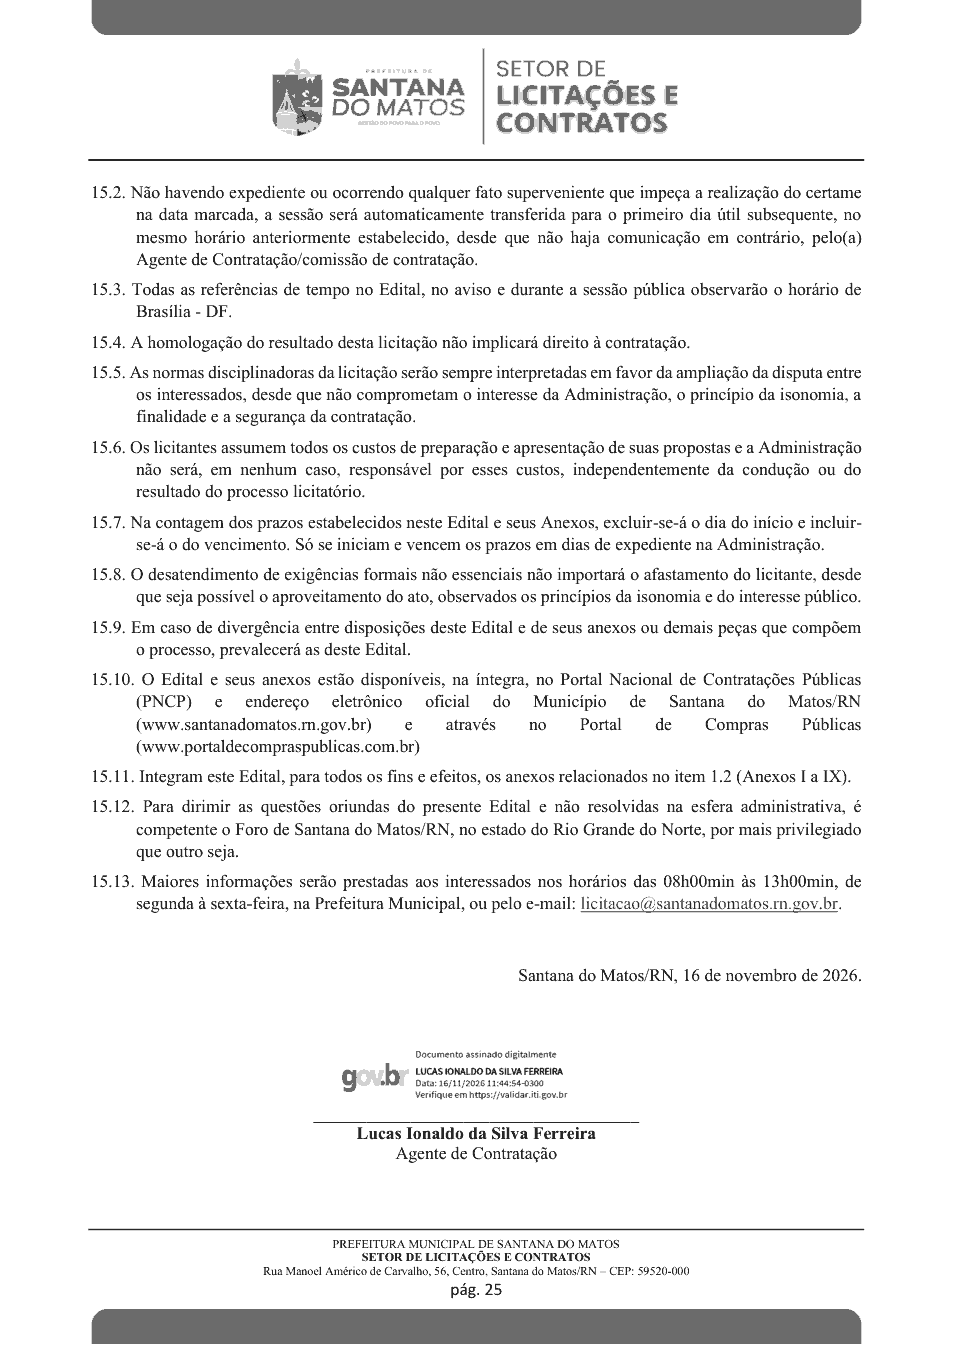 PREFEITURA DE
SANTANA
DO MATOS
GESTÃO DO POVO PARA O POVO
SETOR DE
LICITAÇÕES E
CONTRATOS
15.2. Não havendo expediente ou ocorrendo qualquer fato superveniente que impeça a realização do certame
na data marcada, a sessão será automaticamente transferida para o primeiro dia útil subsequente, no
mesmo horário anteriormente estabelecido, desde que não haja comunicação em contrário, pelo(a)
Agente de Contratação/comissão de contratação.
15.3. Todas as referências de tempo no Edital, no aviso e durante a sessão pública observarão o horário de
Brasília - DF.
15.4. A homologação do resultado desta licitação não implicará direito à contratação.
15.5. As normas disciplinadoras da licitação serão sempre interpretadas em favor da ampliação da disputa entre
os interessados, desde que não comprometam o interesse da Administração, o princípio da isonomia, a
finalidade e a segurança da contratação.
15.6. Os licitantes assumem todos os custos de preparação e apresentação de suas propostas e a Administração
não será, em nenhum caso, responsável por esses custos, independentemente da condução ou do
resultado do processo licitatório.
15.7. Na contagem dos prazos estabelecidos neste Edital e seus Anexos, excluir-se-á o dia do início e incluir-
se-á o do vencimento. Só se iniciam e vencem os prazos em dias de expediente na Administração.
15.8. O desatendimento de exigências formais não essenciais não importará o afastamento do licitante, desde
que seja possível o aproveitamento do ato, observados os princípios da isonomia e do interesse público.
15.9. Em caso de divergência entre disposições deste Edital e de seus anexos ou demais peças que compõem
o processo, prevalecerá as deste Edital.
15.10. O Edital e seus anexos estão disponíveis, na íntegra, no Portal Nacional de Contratações Públicas
(PNCP) e endereço eletrônico oficial do Município de Santana do Matos/RN
(www.santanadomatos.rn.gov.br) e através no Portal de Compras Públicas
(www.portaldecompraspublicas.com.br)
15.11. Integram este Edital, para todos os fins e efeitos, os anexos relacionados no item 1.2 (Anexos I a IX).
15.12. Para dirimir as questões oriundas do presente Edital e não resolvidas na esfera administrativa, é
competente o Foro de Santana do Matos/RN, no estado do Rio Grande do Norte, por mais privilegiado
que outro seja.
15.13. Maiores informações serão prestadas aos interessados nos horários das 08h00min às 13h00min, de
segunda à sexta-feira, na Prefeitura Municipal, ou pelo e-mail: licitacao@santanadomatos.rn.gov.br.
Santana do Matos/RN, 16 de novembro de 2026.
gov.br
Documento assinado digitalmente
LUCAS IONALDO DA SILVA FERREIRA
Data: 16/11/2026 11:44:54-0300
Verifique em https://validar.iti.gov.br
Lucas Ionaldo da Silva Ferreira
Agente de Contratação
PREFEITURA MUNICIPAL DE SANTANA DO MATOS
SETOR DE LICITAÇÕES E CONTRATOS
Rua Manoel Américo de Carvalho, 56, Centro, Santana do Matos/RN – CEP: 59520-000
pág. 25